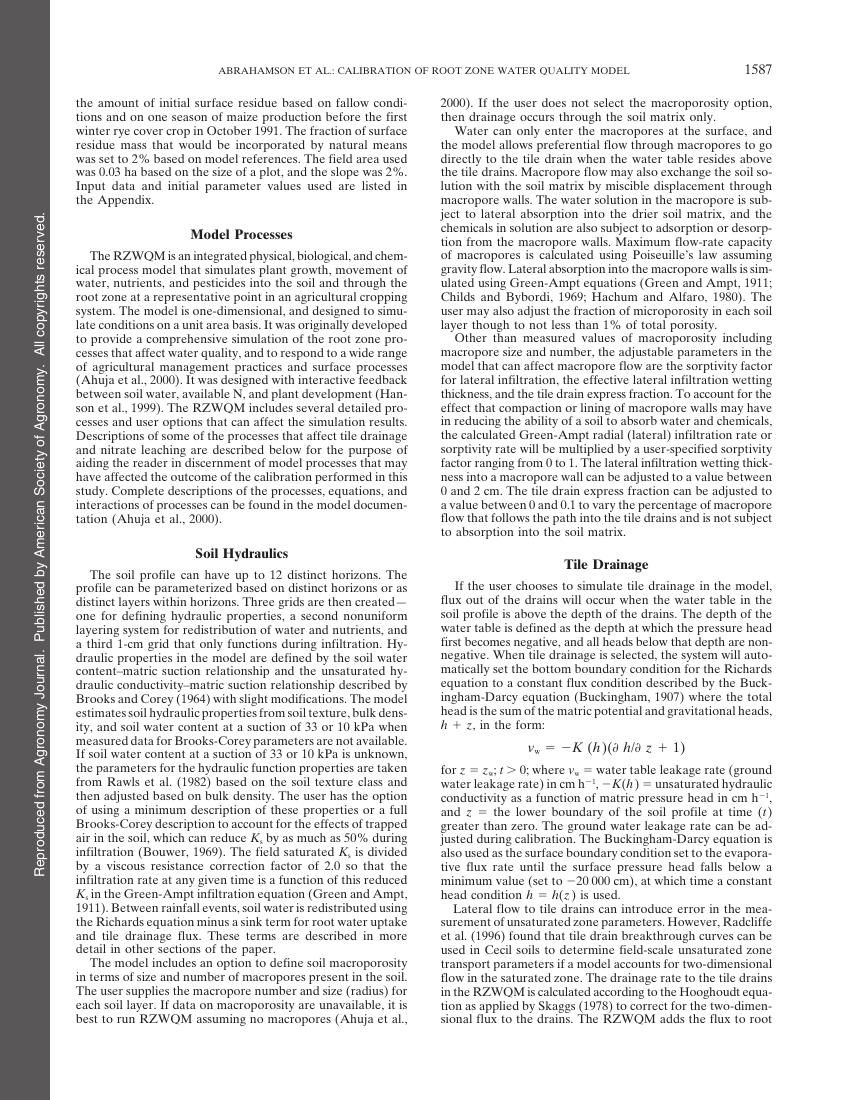 ABRAHAMSON ET AL.: CALIBRATION OF ROOT ZONE WATER QUALITY MODEL 1587
the amount of initial surface residue based on fallow condi-
tions and on one season of maize production before the first
winter rye cover crop in October 1991. The fraction of surface
residue mass that would be incorporated by natural means
was set to 2% based on model references. The field area used
was 0.03 ha based on the size of a plot, and the slope was 2%.
Input data and initial parameter values used are listed in
the Appendix.
Model Processes
The RZWQM is an integrated physical, biological, and chem-
ical process model that simulates plant growth, movement of
water, nutrients, and pesticides into the soil and through the
root zone at a representative point in an agricultural cropping
system. The model is one-dimensional, and designed to simu-
late conditions on a unit area basis. It was originally developed
to provide a comprehensive simulation of the root zone pro-
cesses that affect water quality, and to respond to a wide range
of agricultural management practices and surface processes
(Ahuja et al., 2000). It was designed with interactive feedback
between soil water, available N, and plant development (Han-
son et al., 1999). The RZWQM includes several detailed pro-
cesses and user options that can affect the simulation results.
Descriptions of some of the processes that affect tile drainage
and nitrate leaching are described below for the purpose of
aiding the reader in discernment of model processes that may
have affected the outcome of the calibration performed in this
study. Complete descriptions of the processes, equations, and
interactions of processes can be found in the model documen-
tation (Ahuja et al., 2000).
Soil Hydraulics
The soil profile can have up to 12 distinct horizons. The
profile can be parameterized based on distinct horizons or as
distinct layers within horizons. Three grids are then created—
one for defining hydraulic properties, a second nonuniform
layering system for redistribution of water and nutrients, and
a third 1-cm grid that only functions during infiltration. Hy-
draulic properties in the model are defined by the soil water
content–matric suction relationship and the unsaturated hy-
draulic conductivity–matric suction relationship described by
Brooks and Corey (1964) with slight modifications. The model
estimates soil hydraulic properties from soil texture, bulk dens-
ity, and soil water content at a suction of 33 or 10 kPa when
measured data for Brooks-Corey parameters are not available.
If soil water content at a suction of 33 or 10 kPa is unknown,
the parameters for the hydraulic function properties are taken
from Rawls et al. (1982) based on the soil texture class and
then adjusted based on bulk density. The user has the option
of using a minimum description of these properties or a full
Brooks-Corey description to account for the effects of trapped
air in the soil, which can reduce Ks by as much as 50% during
infiltration (Bouwer, 1969). The field saturated Ks is divided
by a viscous resistance correction factor of 2.0 so that the
infiltration rate at any given time is a function of this reduced
Ks in the Green-Ampt infiltration equation (Green and Ampt,
1911). Between rainfall events, soil water is redistributed using
the Richards equation minus a sink term for root water uptake
and tile drainage flux. These terms are described in more
detail in other sections of the paper.
The model includes an option to define soil macroporosity
in terms of size and number of macropores present in the soil.
The user supplies the macropore number and size (radius) for
each soil layer. If data on macroporosity are unavailable, it is
best to run RZWQM assuming no macropores (Ahuja et al.,
2000). If the user does not select the macroporosity option,
then drainage occurs through the soil matrix only.
Water can only enter the macropores at the surface, and
the model allows preferential flow through macropores to go
directly to the tile drain when the water table resides above
the tile drains. Macropore flow may also exchange the soil so-
lution with the soil matrix by miscible displacement through
macropore walls. The water solution in the macropore is sub-
ject to lateral absorption into the drier soil matrix, and the
chemicals in solution are also subject to adsorption or desorp-
tion from the macropore walls. Maximum flow-rate capacity
of macropores is calculated using Poiseuille's law assuming
gravity flow. Lateral absorption into the macropore walls is sim-
ulated using Green-Ampt equations (Green and Ampt, 1911;
Childs and Bybordi, 1969; Hachum and Alfaro, 1980). The
user may also adjust the fraction of microporosity in each soil
layer though to not less than 1% of total porosity.
Other than measured values of macroporosity including
macropore size and number, the adjustable parameters in the
model that can affect macropore flow are the sorptivity factor
for lateral infiltration, the effective lateral infiltration wetting
thickness, and the tile drain express fraction. To account for the
effect that compaction or lining of macropore walls may have
in reducing the ability of a soil to absorb water and chemicals,
the calculated Green-Ampt radial (lateral) infiltration rate or
sorptivity rate will be multiplied by a user-specified sorptivity
factor ranging from 0 to 1. The lateral infiltration wetting thick-
ness into a macropore wall can be adjusted to a value between
0 and 2 cm. The tile drain express fraction can be adjusted to
a value between 0 and 0.1 to vary the percentage of macropore
flow that follows the path into the tile drains and is not subject
to absorption into the soil matrix.
Tile Drainage
If the user chooses to simulate tile drainage in the model,
flux out of the drains will occur when the water table in the
soil profile is above the depth of the drains. The depth of the
water table is defined as the depth at which the pressure head
first becomes negative, and all heads below that depth are non-
negative. When tile drainage is selected, the system will auto-
matically set the bottom boundary condition for the Richards
equation to a constant flux condition described by the Buck-
ingham-Darcy equation (Buckingham, 1907) where the total
head is the sum of the matric potential and gravitational heads,
h + z, in the form:
vw = −K (h)(∂ h/∂ z + 1)
for z = zw; t > 0; where vw = water table leakage rate (ground
water leakage rate) in cm h−1, −K(h) = unsaturated hydraulic
conductivity as a function of matric pressure head in cm h−1,
and z = the lower boundary of the soil profile at time (t)
greater than zero. The ground water leakage rate can be ad-
justed during calibration. The Buckingham-Darcy equation is
also used as the surface boundary condition set to the evapora-
tive flux rate until the surface pressure head falls below a
minimum value (set to −20 000 cm), at which time a constant
head condition h = h(z) is used.
Lateral flow to tile drains can introduce error in the mea-
surement of unsaturated zone parameters. However, Radcliffe
et al. (1996) found that tile drain breakthrough curves can be
used in Cecil soils to determine field-scale unsaturated zone
transport parameters if a model accounts for two-dimensional
flow in the saturated zone. The drainage rate to the tile drains
in the RZWQM is calculated according to the Hooghoudt equa-
tion as applied by Skaggs (1978) to correct for the two-dimen-
sional flux to the drains. The RZWQM adds the flux to root
Reproduced from Agronomy Journal. Published by American Society of Agronomy. All copyrights reserved.